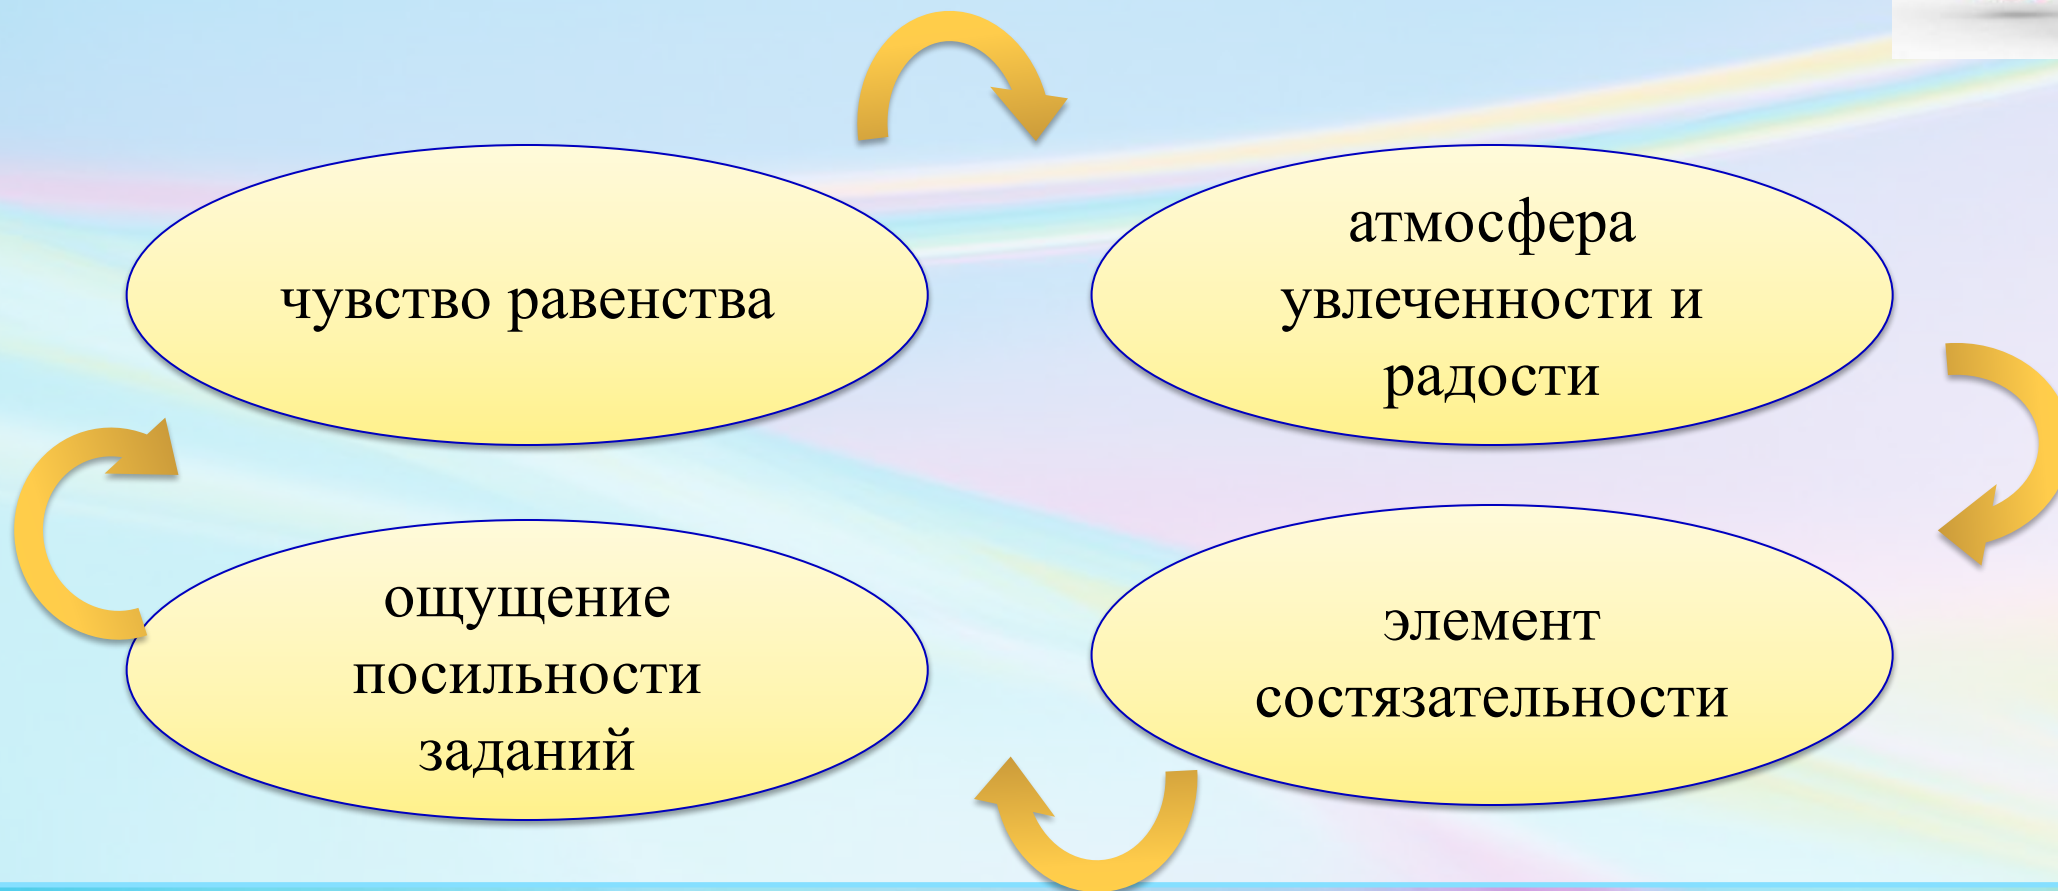 чувство равенства
атмосфера
увлеченности и
радости
ощущение
посильности
заданий
элемент
состязательности